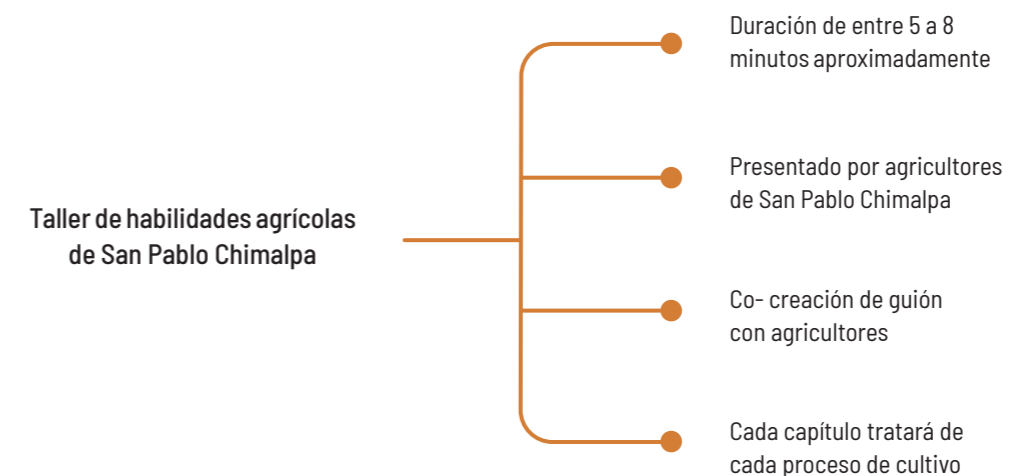 Duración de entre 5 a 8
minutos aproximadamente
Presentado por agricultores
de San Pablo Chimalpa
Taller de habilidades agrícolas
de San Pablo Chimalpa
Co- creación de guión
con agricultores
Cada capítulo tratará de
cada proceso de cultivo